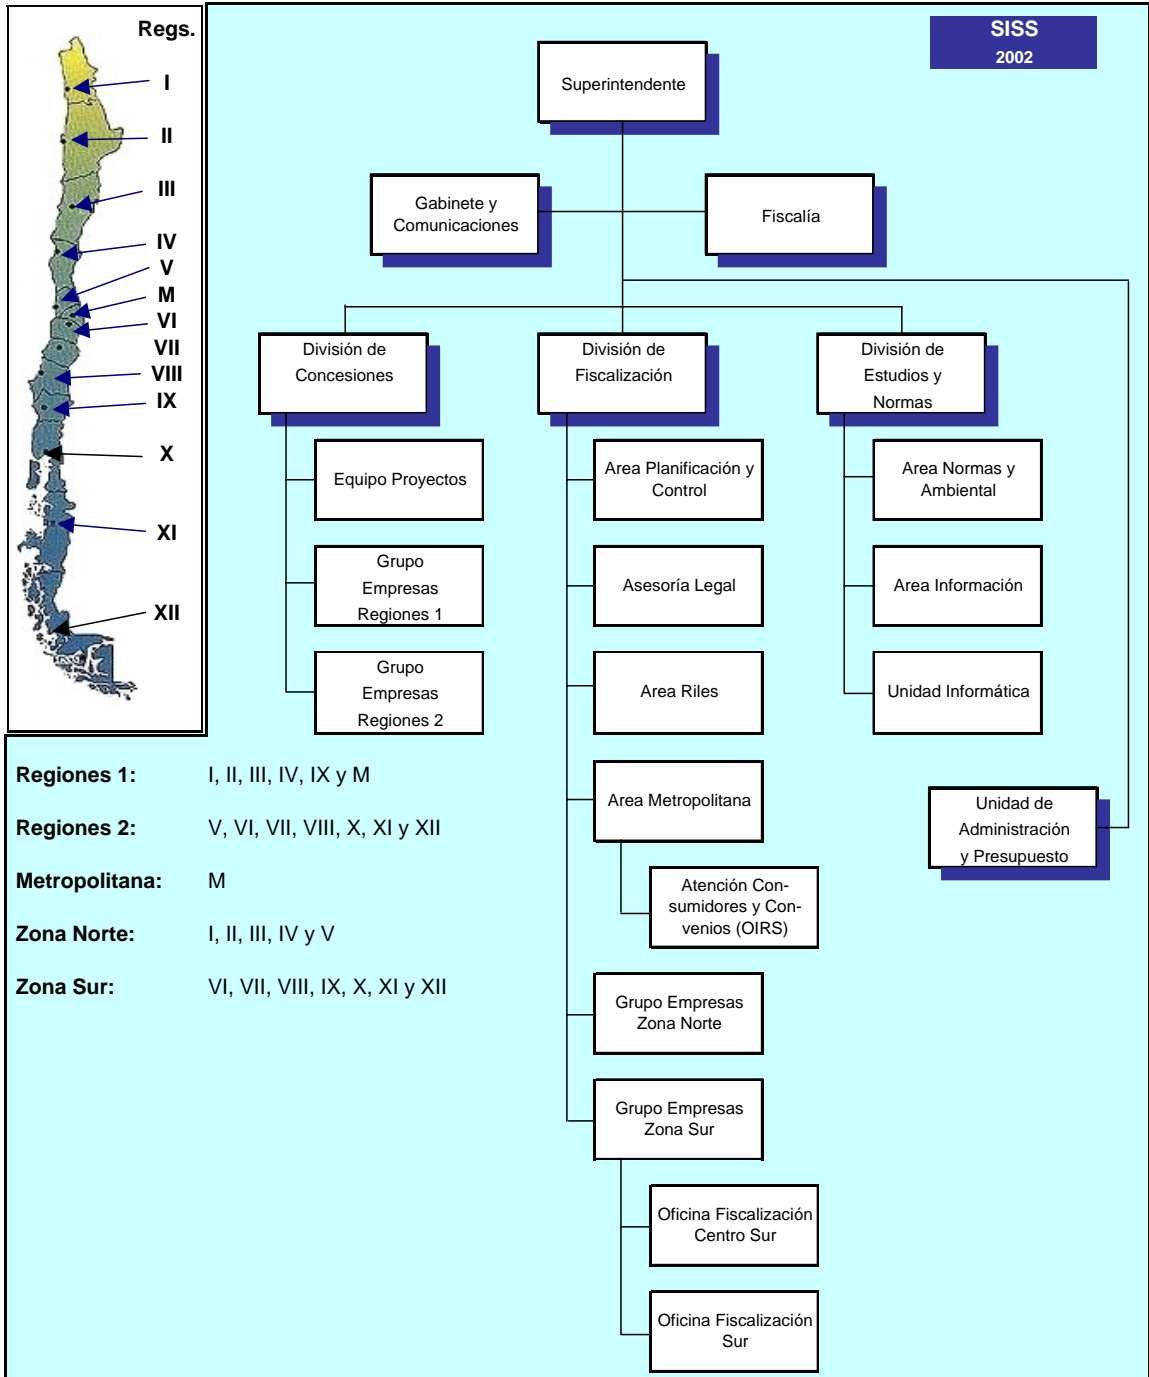 Regs.
I
II
III
IV
V
M
VI
VII
VIII
IX
X
XI
XII
SISS
2002
Superintendente
Gabinete y
Comunicaciones
Fiscalía
División de
Concesiones
División de
Fiscalización
División de
Estudios y
Normas
Equipo Proyectos
Grupo
Empresas
Regiones 1
Grupo
Empresas
Regiones 2
Area Planificación y
Control
Asesoría Legal
Area Riles
Area Metropolitana
Atención Con-
sumidores y Con-
venios (OIRS)
Grupo Empresas
Zona Norte
Grupo Empresas
Zona Sur
Oficina Fiscalización
Centro Sur
Oficina Fiscalización
Sur
Area Normas y
Ambiental
Area Información
Unidad Informática
Unidad de
Administración
y Presupuesto
Regiones 1: I, II, III, IV, IX y M
Regiones 2: V, VI, VII, VIII, X, XI y XII
Metropolitana: M
Zona Norte: I, II, III, IV y V
Zona Sur: VI, VII, VIII, IX, X, XI y XII